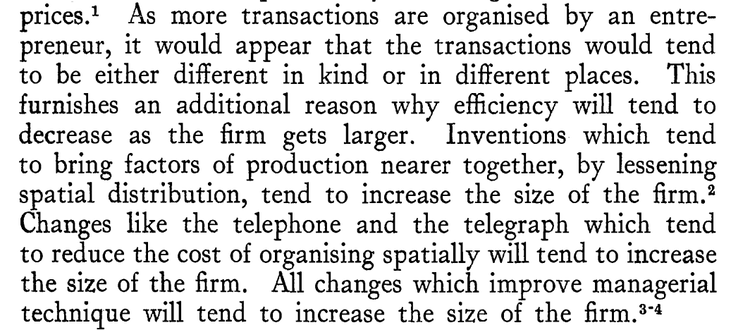 prices.¹ As more transactions are organised by an entre-
preneur, it would appear that the transactions would tend
to be either different in kind or in different places. This
furnishes an additional reason why efficiency will tend to
decrease as the firm gets larger. Inventions which tend
to bring factors of production nearer together, by lessening
spatial distribution, tend to increase the size of the firm.²
Changes like the telephone and the telegraph which tend
to reduce the cost of organising spatially will tend to increase
the size of the firm. All changes which improve managerial
technique will tend to increase the size of the firm.³⁻⁴